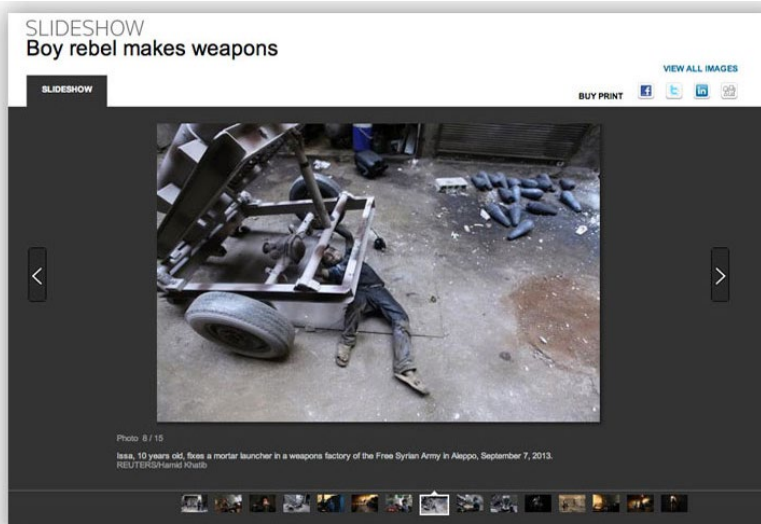 SLIDESHOW
Boy rebel makes weapons
VIEW ALL IMAGES
SLIDESHOW
BUY PRINT
Photo 8 / 15
Issa, 10 years old, fixes a mortar launcher in a weapons factory of the Free Syrian Army in Aleppo, September 7, 2013.
REUTERS/Hamid Khatib